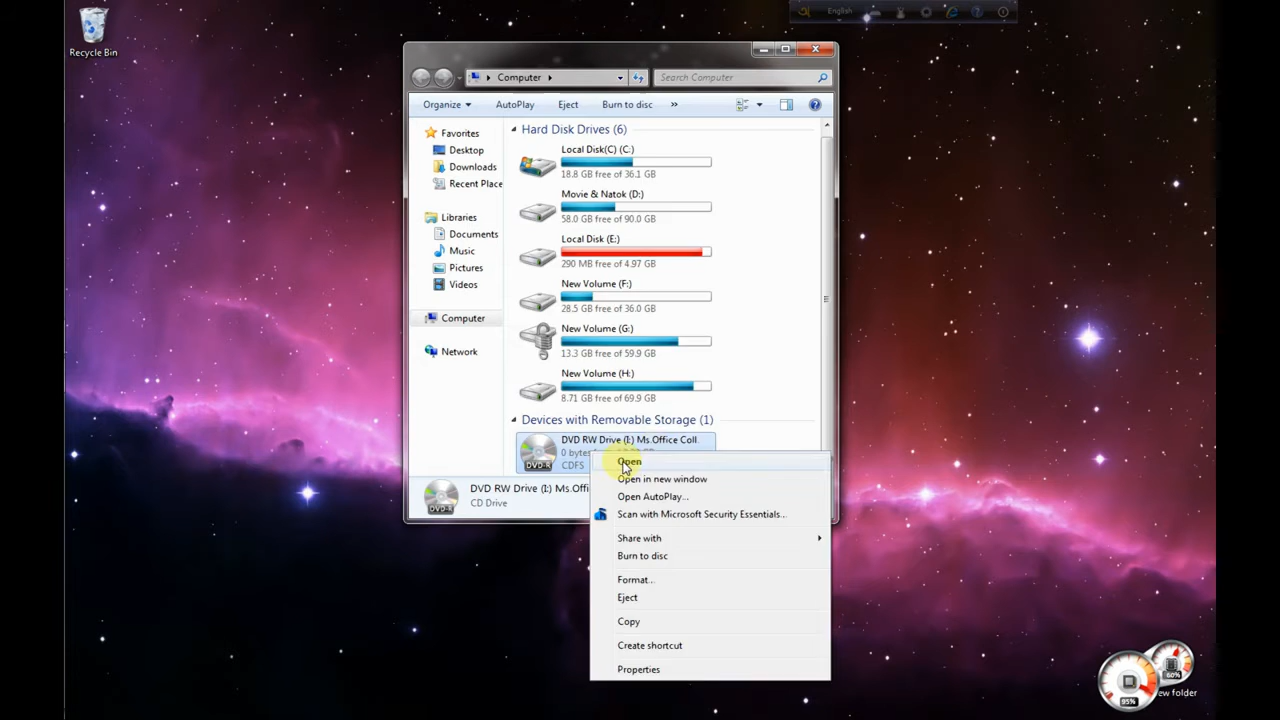 Recycle Bin
English
Computer
Search Computer
Organize
AutoPlay
Eject
Burn to disc
»
Favorites
Desktop
Downloads
Recent Place
Libraries
Documents
Music
Pictures
Videos
Computer
Network
Hard Disk Drives (6)
Local Disk(C) (C:)
18.8 GB free of 36.1 GB
Movie & Natok (D:)
58.0 GB free of 90.0 GB
Local Disk (E:)
290 MB free of 4.97 GB
New Volume (F:)
28.5 GB free of 36.0 GB
New Volume (G:)
13.3 GB free of 59.9 GB
New Volume (H:)
8.71 GB free of 69.9 GB
Devices with Removable Storage (1)
DVD RW Drive (I:) Ms.Office Coll
0 bytes
CDFS
DVD-R
DVD RW Drive (I:) Ms.Offi
CD Drive
DVD-R
Open
Open in new window
Open AutoPlay...
Scan with Microsoft Security Essentials...
Share with
Burn to disc
Format...
Eject
Copy
Create shortcut
Properties
60%
95%
ew folder